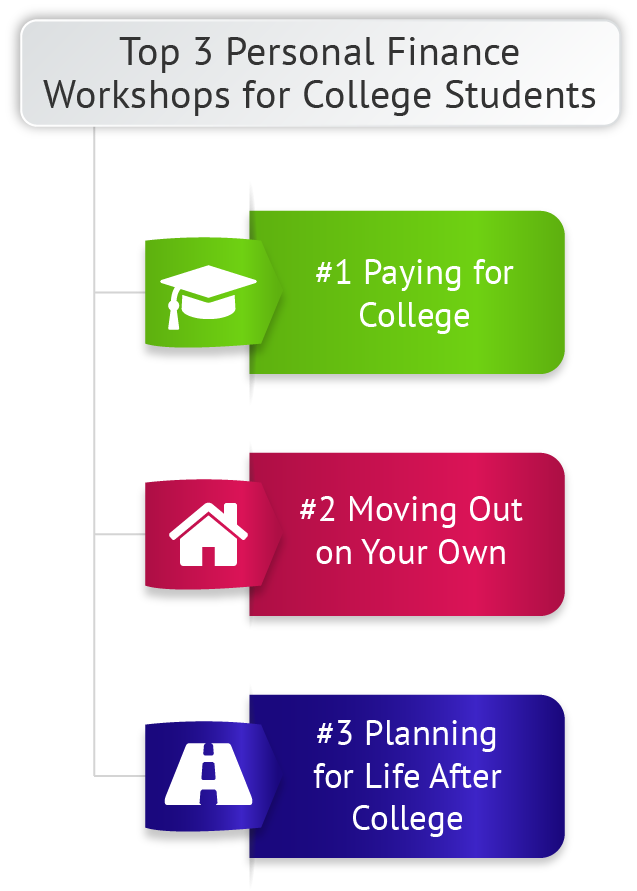 Top 3 Personal Finance
Workshops for College Students
#1 Paying for
College
#2 Moving Out
on Your Own
#3 Planning
for Life After
College